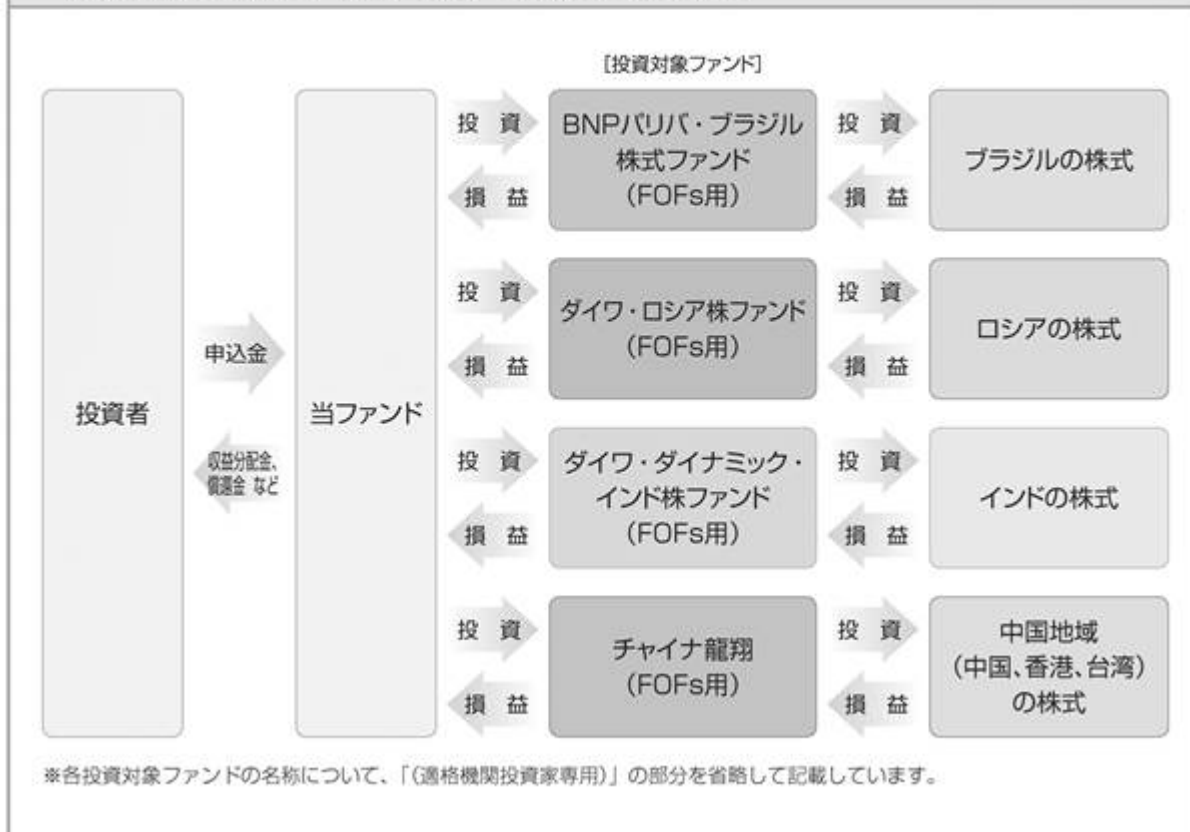 [投資対象ファンド]
投資者
申込金
収益分配金、
償還金 など
当ファンド
投 資
損 益
BNPパリバ・ブラジル
株式ファンド
(FOFs用)
投 資
損 益
ブラジルの株式
投 資
損 益
ダイワ・ロシア株ファンド
(FOFs用)
投 資
損 益
ロシアの株式
投 資
損 益
ダイワ・ダイナミック・
インド株ファンド
(FOFs用)
投 資
損 益
インドの株式
投 資
損 益
チャイナ龍翔
(FOFs用)
投 資
損 益
中国地域
(中国、香港、台湾)
の株式
※各投資対象ファンドの名称について、「(適格機関投資家専用)」の部分を省略して記載しています。